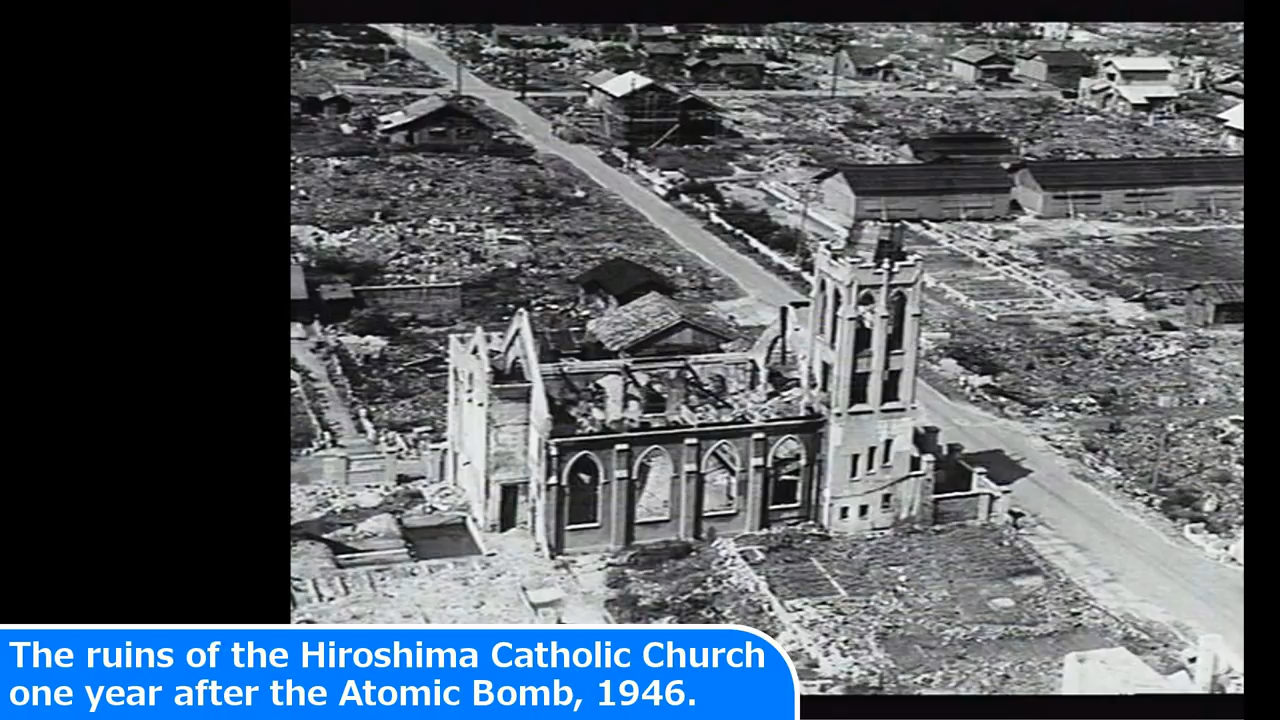 The ruins of the Hiroshima Catholic Church
one year after the Atomic Bomb, 1946.